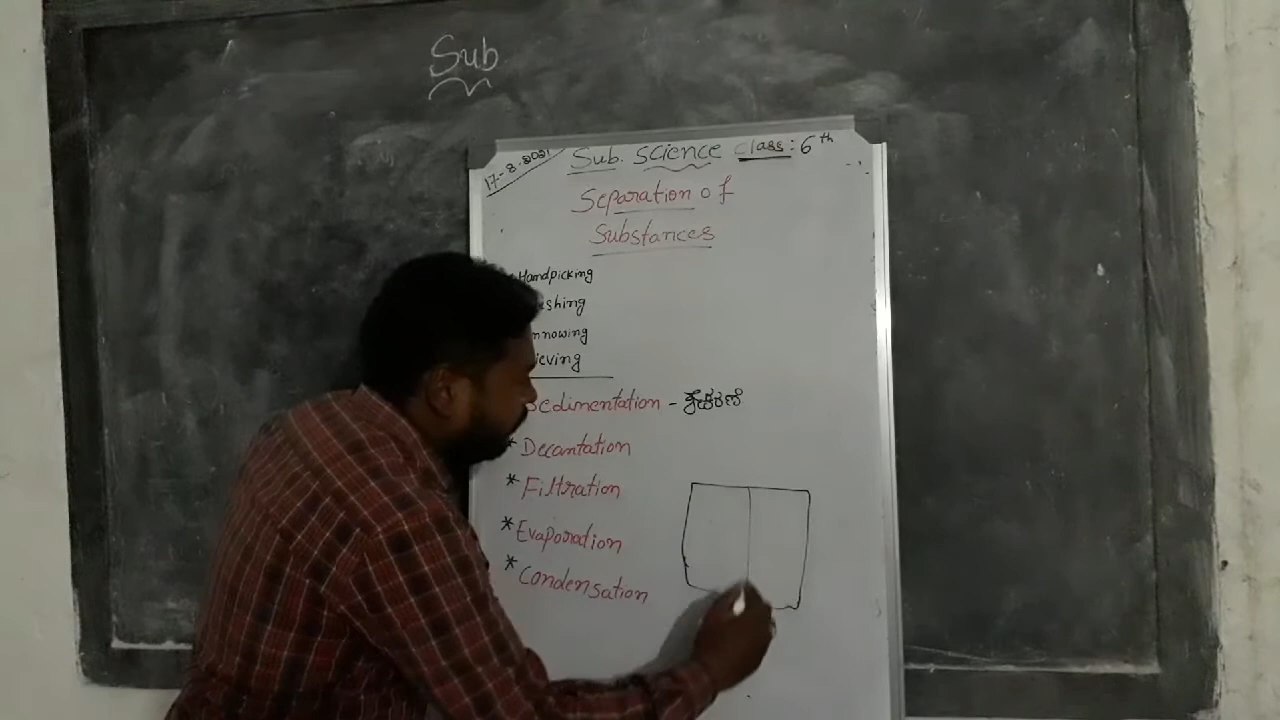 Sub
17-8-2021 Sub. Science Class: 6th
Separation of
Substances
Handpicking
shing
nnowing
ieving
Sedimentation -
* Decantation
* Filtration
* Evaporation
* Condensation